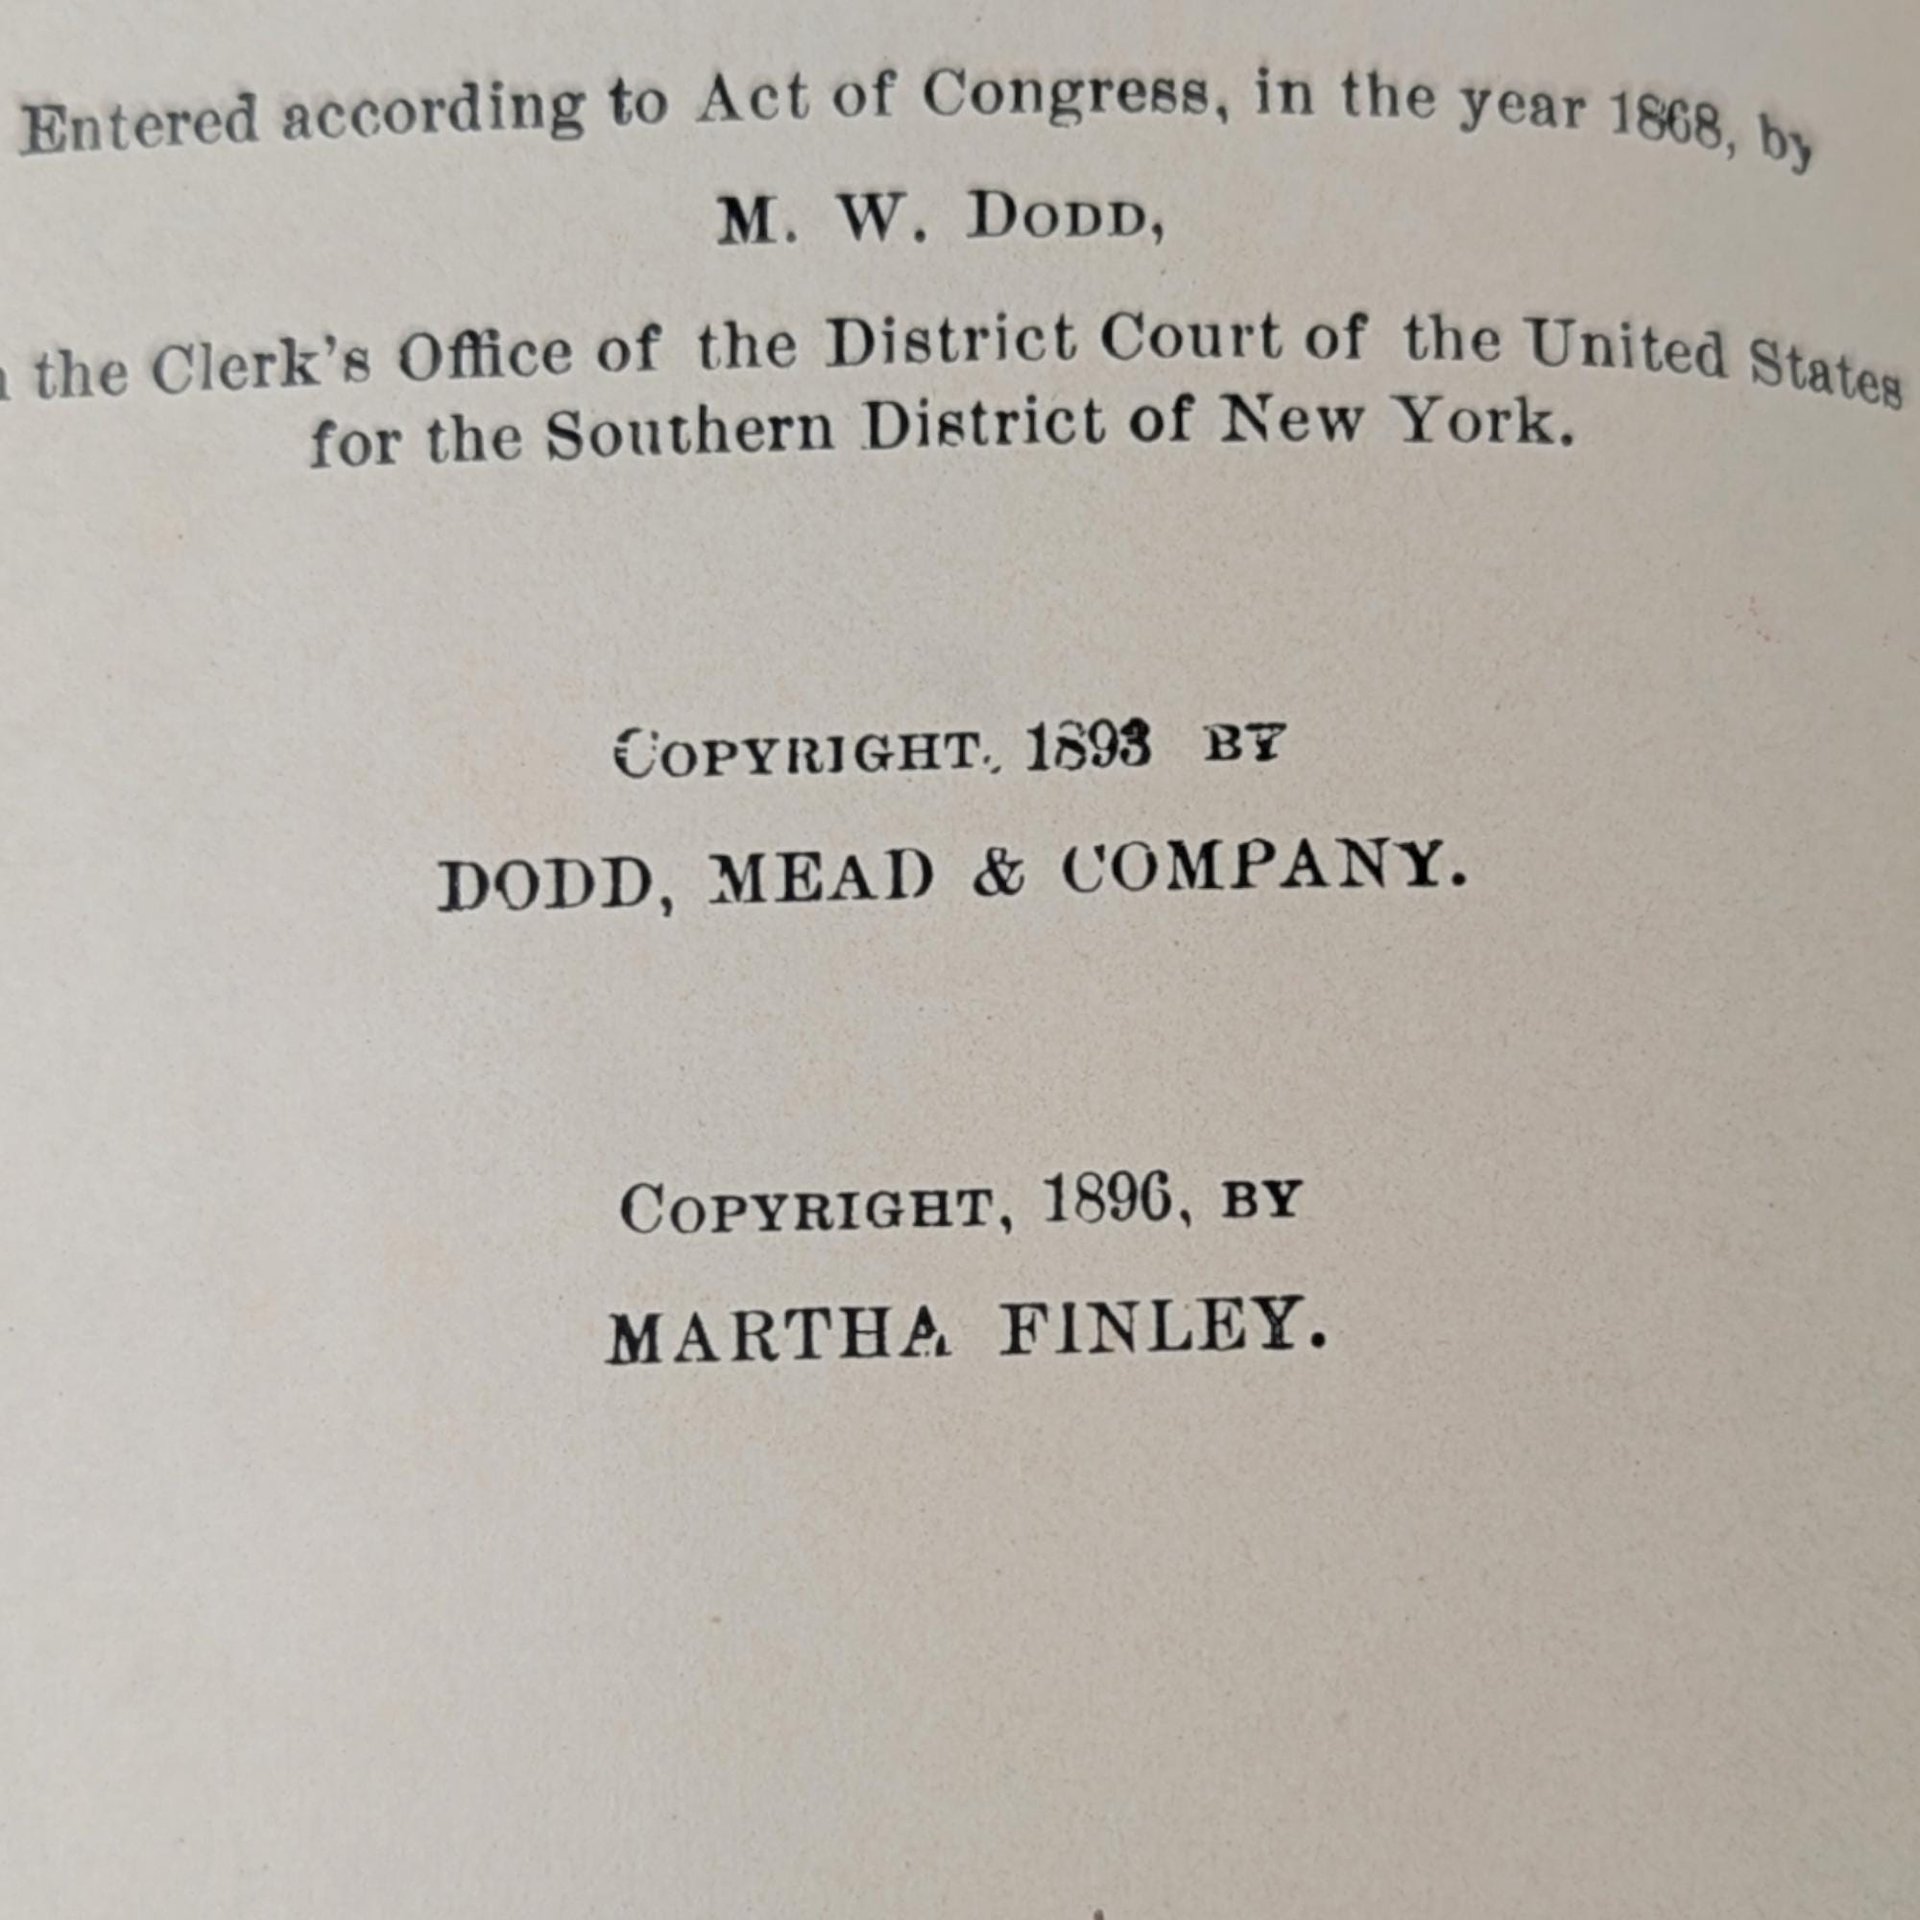 Entered according to Act of Congress, in the year 1868, by
M. W. DODD,
the Clerk's Office of the District Court of the United States
for the Southern District of New York.
COPYRIGHT, 1893 BY
DODD, MEAD & COMPANY.
COPYRIGHT, 1896, BY
MARTHA FINLEY.